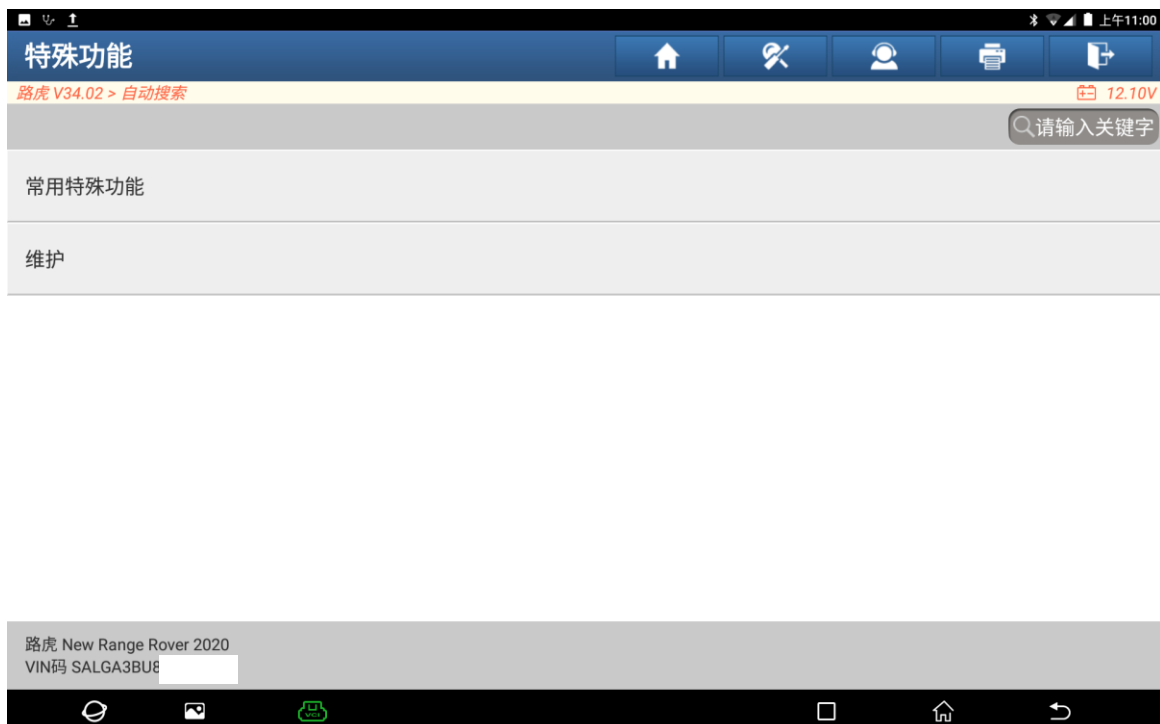 上午11:00
特殊功能
路虎 V34.02 > 自动搜索
12.10V
请输入关键字
常用特殊功能
维护
路虎 New Range Rover 2020
VIN码 SALGA3BU8
VCI